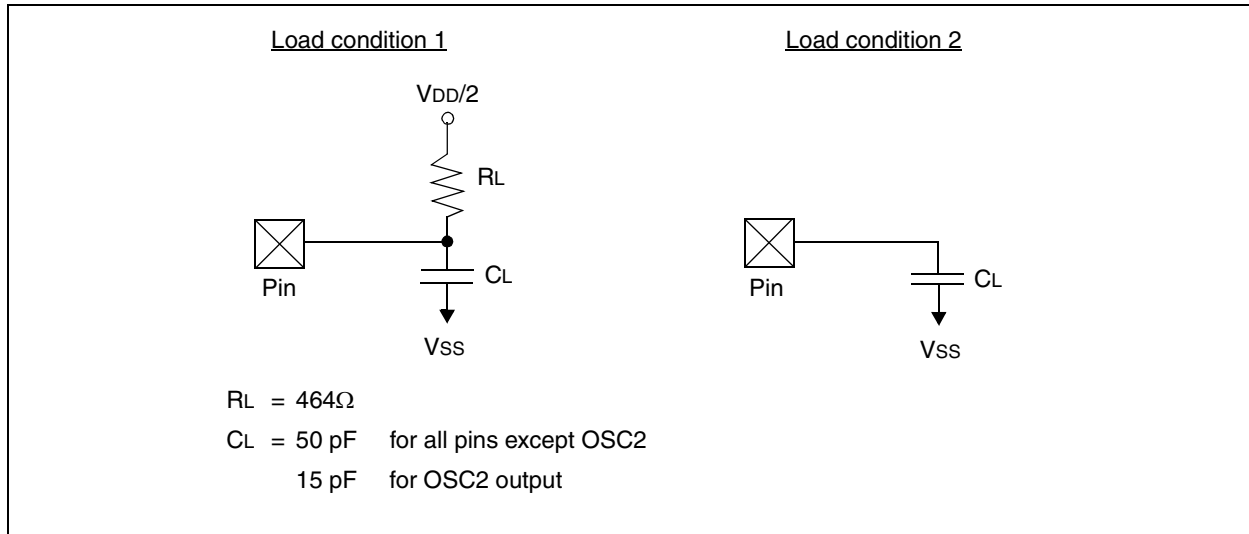 Load condition 1
Load condition 2
VDD/2
RL
Pin
CL
VSS
Pin
CL
VSS
RL = 464Ω
CL = 50 pF for all pins except OSC2
15 pF for OSC2 output